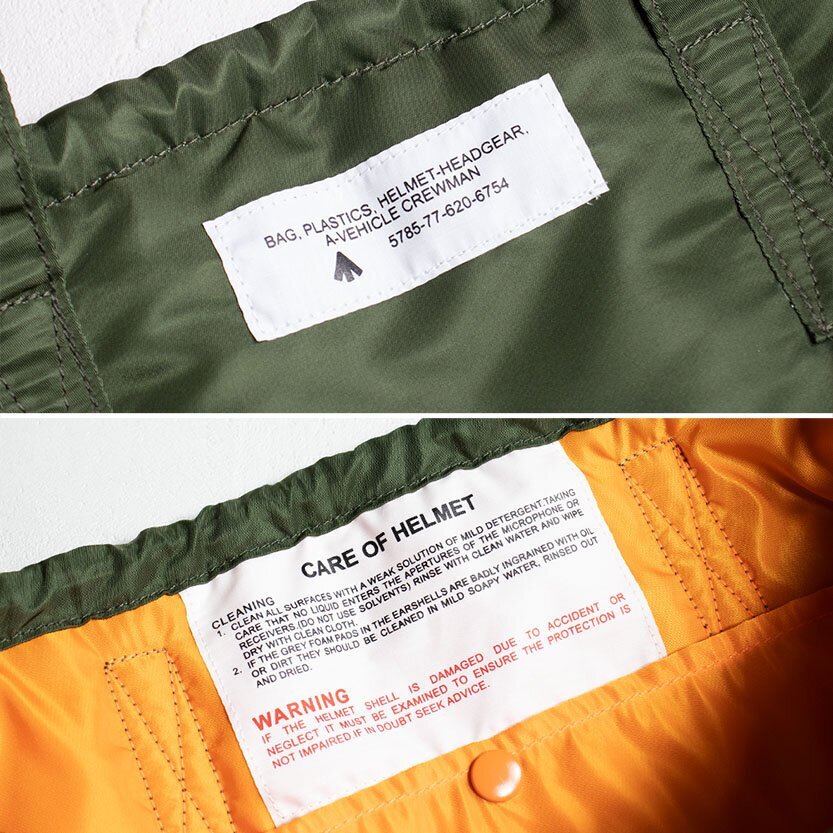 BAG, PLASTICS, HELMET-HEADGEAR,
A-VEHICLE CREWMAN
5785-77-620-6754
CARE OF HELMET
CLEANING
1. CLEAN ALL SURFACES WITH A WEAK SOLUTION OF MILD DETERGENT.TAKING
CARE THAT NO LIQUID ENTERS THE APERTURES OF THE MICROPHONE OR
RECEIVERS.(DO NOT USE SOLVENTS) RINSE WITH CLEAN WATER, AND WIPE
DRY WITH CLEAN CLOTH.
2. IF THE GREY FOAM PADS IN THE EARSHELLS ARE BADLY INGRAINED WITH OIL
OR DIRT THEY SHOULD BE CLEANED IN MILD SOAPY WATER, RINSED OUT
AND DRIED.
WARNING
IF THE HELMET SHELL IS DAMAGED DUE TO ACCIDENT OR
NEGLECT IT MUST BE EXAMINED TO ENSURE THE PROTECTION IS
NOT IMPAIRED.IF IN DOUBT SEEK ADVICE.